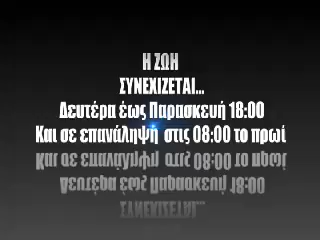 Η ΖΩΗ
ΣΥΝΕΧΙΖΕΤΑΙ...
Δευτέρα έως Παρασκευή 18:00
Και σε επανάληψη στις 08:00 το πρωί